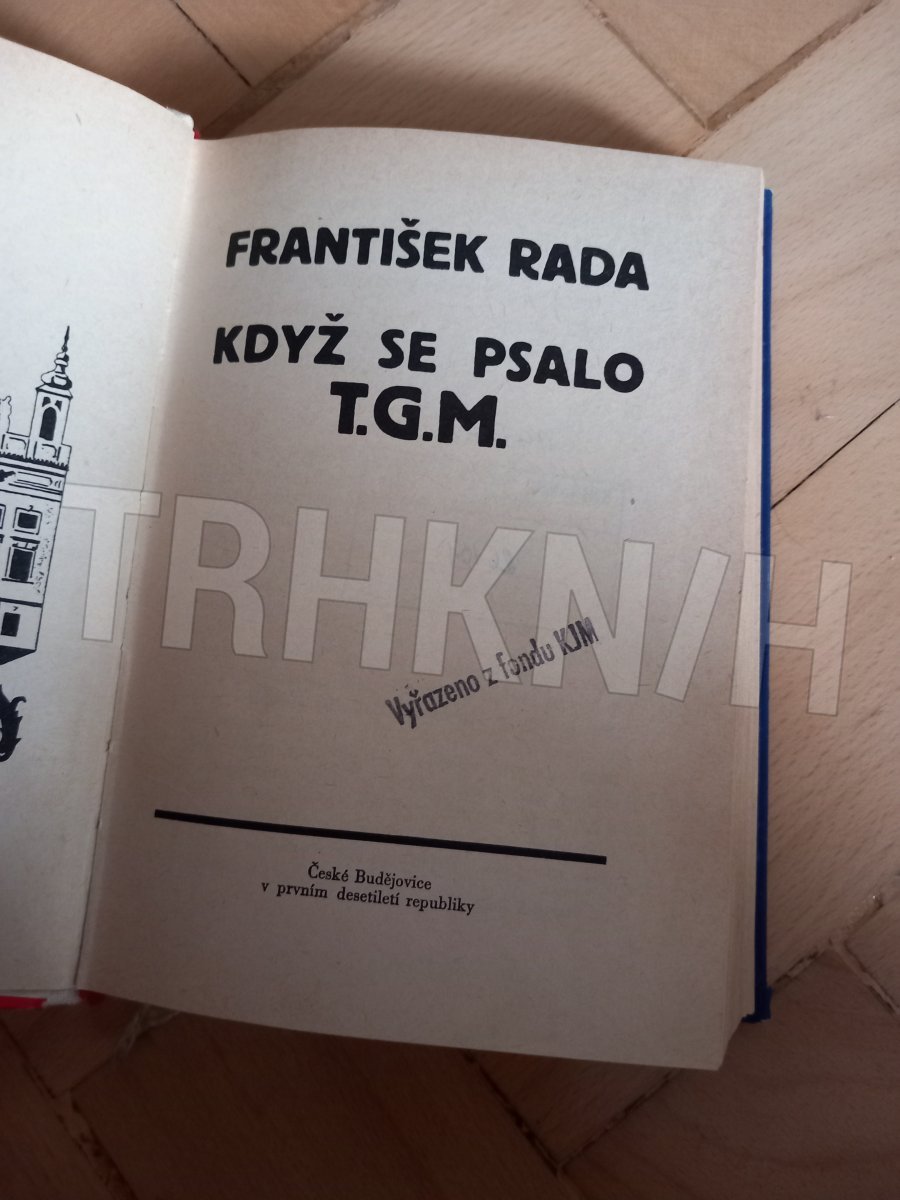 FRANTIŠEK RADA
KDYŽ SE PSALO
T.G.M.
TRHKNIH
Vyřazeno z fondu KJM
České Budějovice
v prvním desetiletí republiky